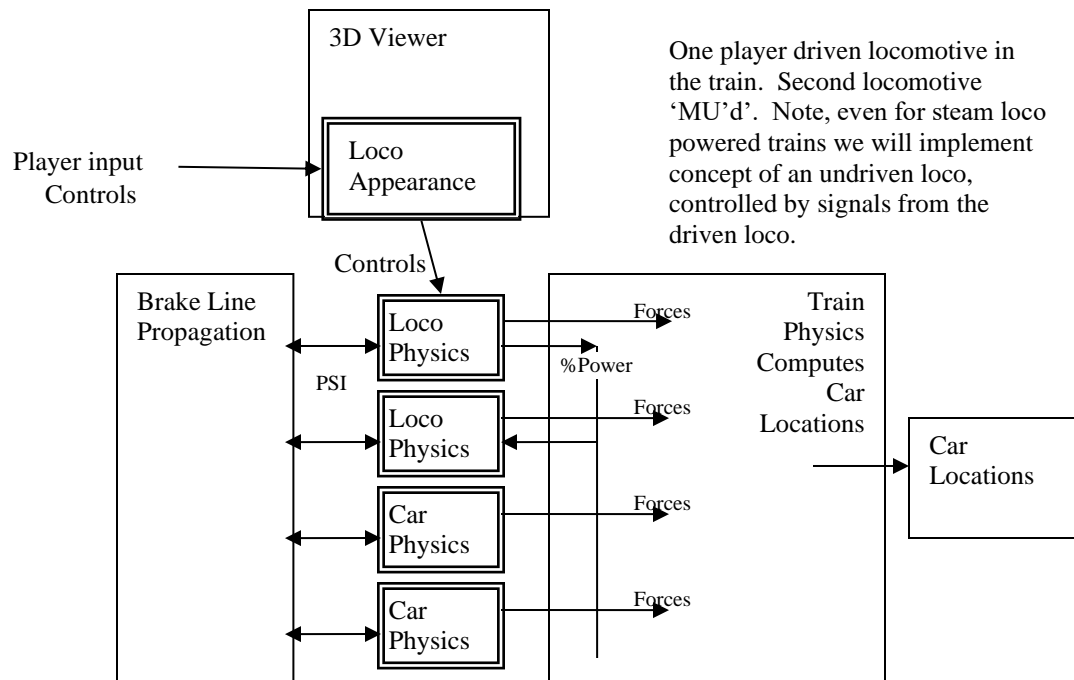 3D Viewer
One player driven locomotive in
the train.  Second locomotive
‘MU’d’.  Note, even for steam loco
powered trains we will implement
concept of an undriven loco,
controlled by signals from the
driven loco.
Player input
Controls
Loco
Appearance
Controls
Brake Line
Propagation
PSI
Loco
Physics
Forces
%Power
Loco
Physics
Forces
Car
Physics
Forces
Car
Physics
Forces
Train
Physics
Computes
Car
Locations
Car
Locations